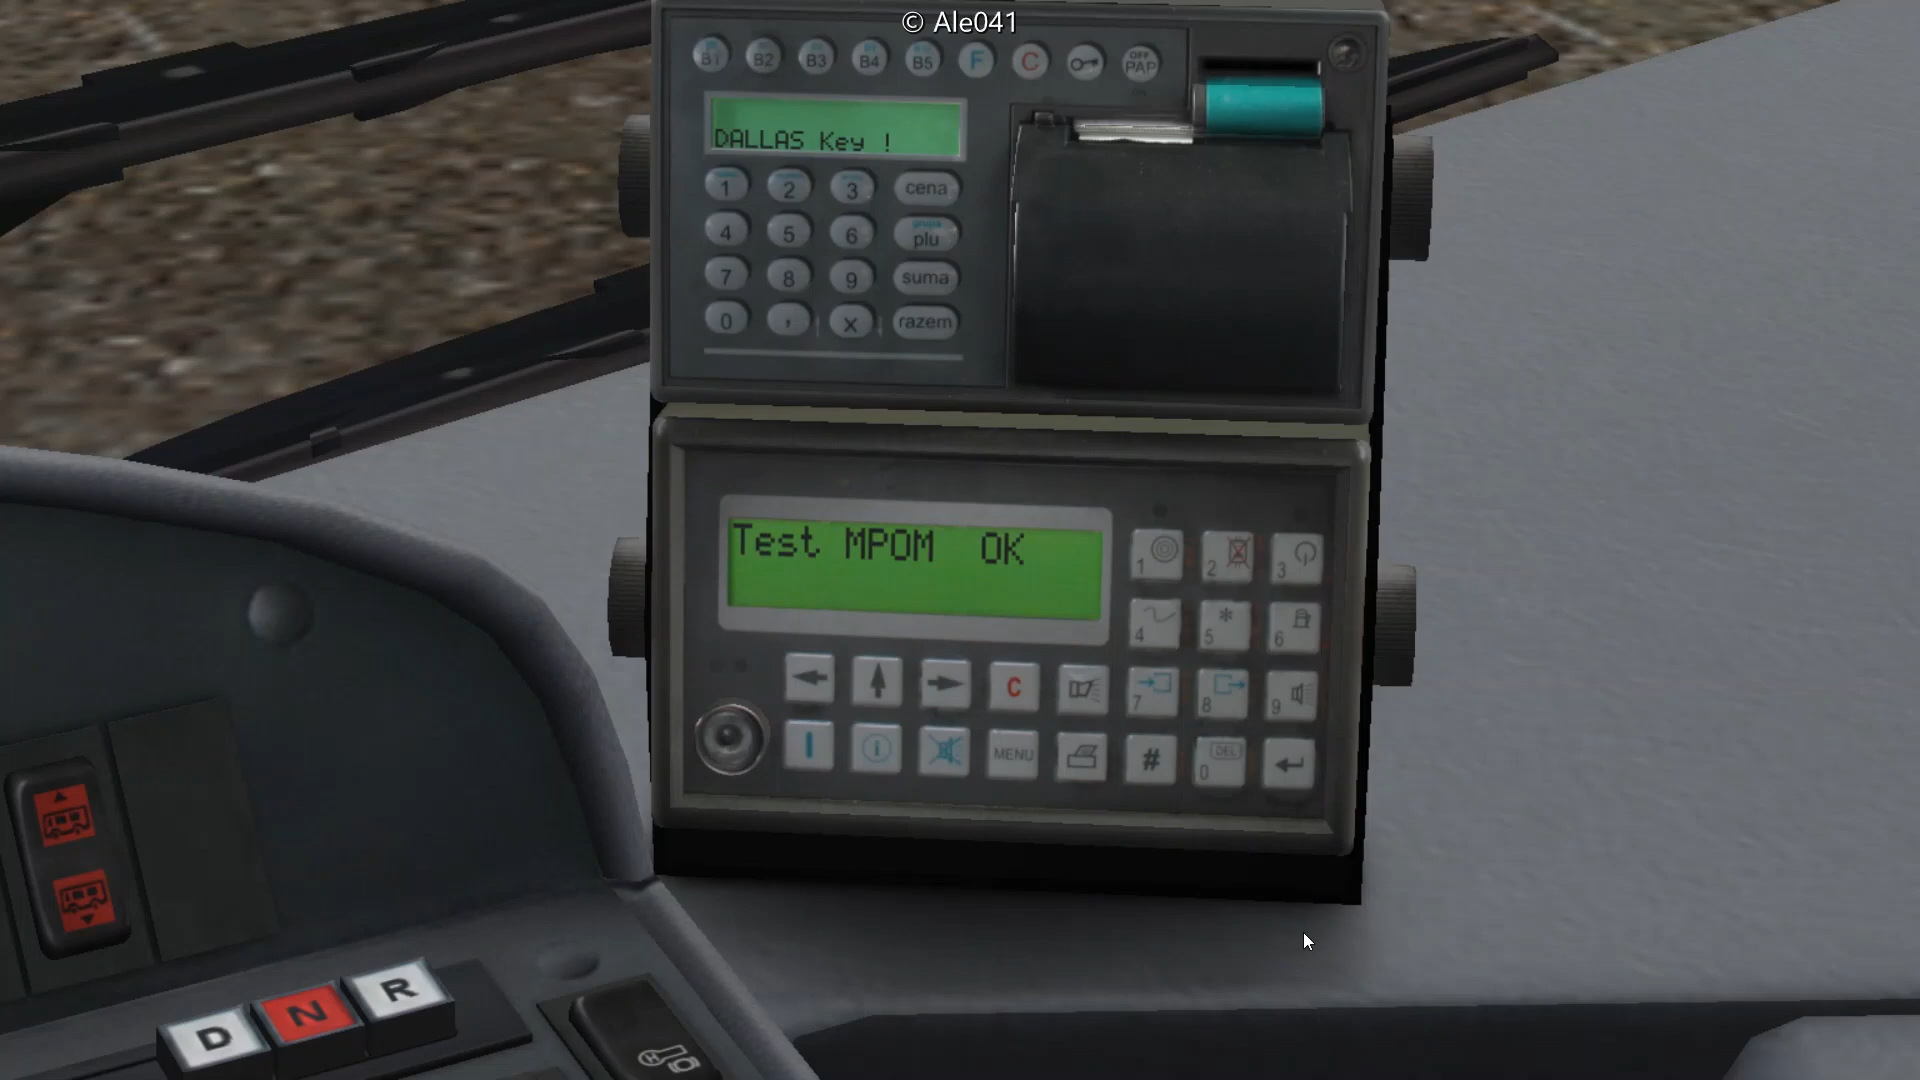 © Ale041
B1 B2 B3 B4 B5 F C OFF PAP
DALLAS Key !
1 2 3 cena
4 5 6 plu
7 8 9 suma
0 , X razem
Test MPOM OK
1 2 3
4 5 * 6
C 7 8 9
MENU # 0 DEL
D N R
H